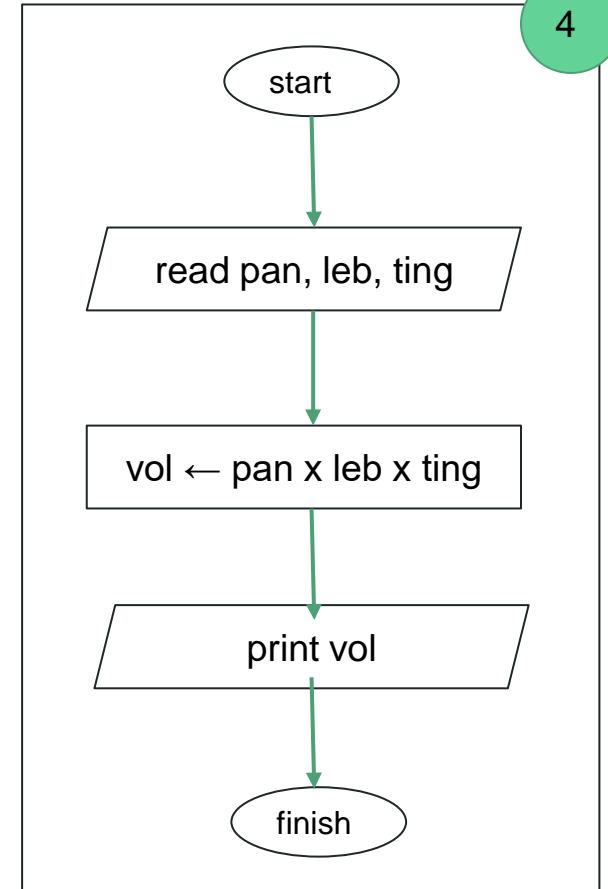 4
start
read pan, leb, ting
vol ← pan x leb x ting
print vol
finish